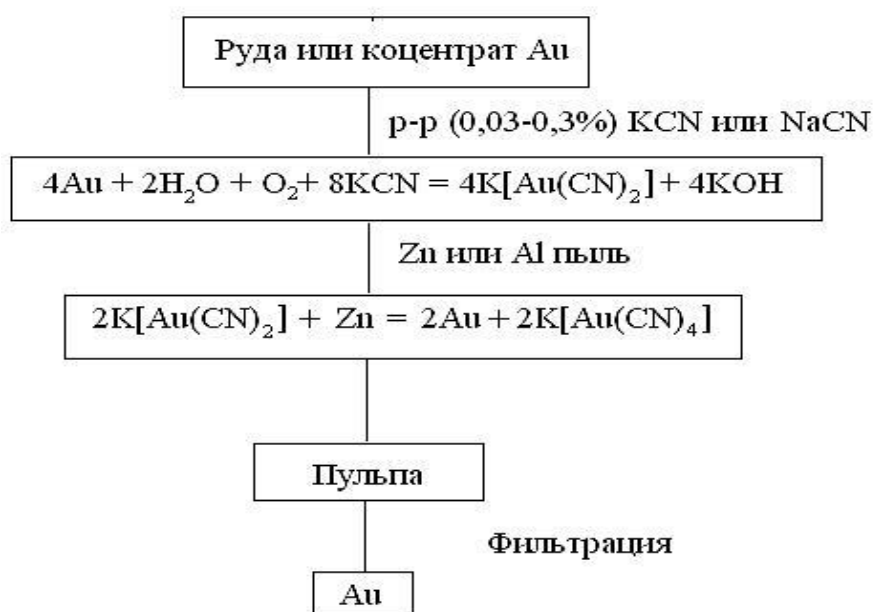 Руда или коцентрат Au
р-р (0,03-0,3%) KCN или NaCN
4Au + 2H₂O + O₂+ 8KCN = 4K[Au(CN)₂]+ 4KOH
Zn или Al пыль
2K[Au(CN)₂] + Zn = 2Au + 2K[Au(CN)₄]
Пульпа
Фильтрация
Au